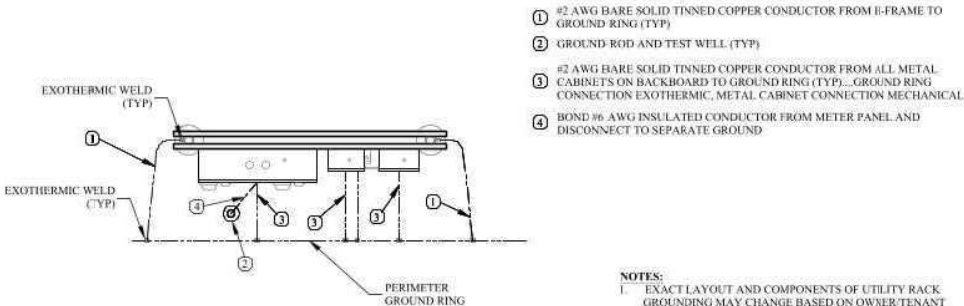 1 #2 AWG BARE SOLID TINNED COPPER CONDUCTOR FROM H-FRAME TO
GROUND RING (TYP)
2 GROUND ROD AND TEST WELL (TYP)
3 #2 AWG BARE SOLID TINNED COPPER CONDUCTOR FROM ALL METAL
CABINETS ON BACKBOARD TO GROUND RING (TYP)....GROUND RING
CONNECTION EXOTHERMIC, METAL CABINET CONNECTION MECHANICAL
4 BOND #6 AWG INSULATED CONDUCTOR FROM METER PANEL AND
DISCONNECT TO SEPARATE GROUND
EXOTHERMIC WELD
(TYP)
1
EXOTHERMIC WELD
(TYP)
4
3
3
3
1
2
PERIMETER
GROUND RING
NOTES:
1. EXACT LAYOUT AND COMPONENTS OF UTILITY RACK
GROUNDING MAY CHANGE BASED ON OWNER/TENANT